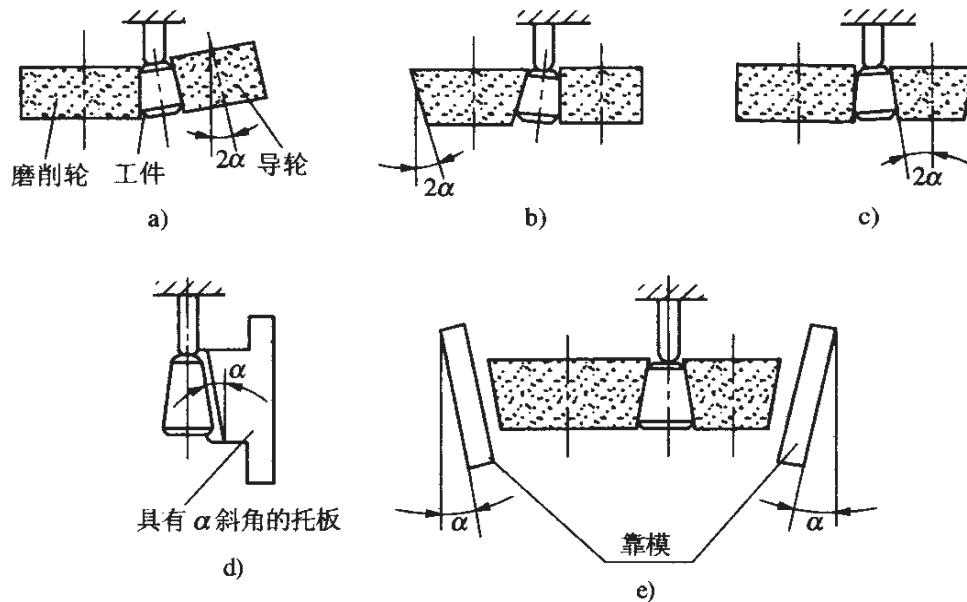 磨削轮 工件 2α 导轮
a)
2α
b)
2α
c)
α
具有 α 斜角的托板
d)
α α
靠模
e)